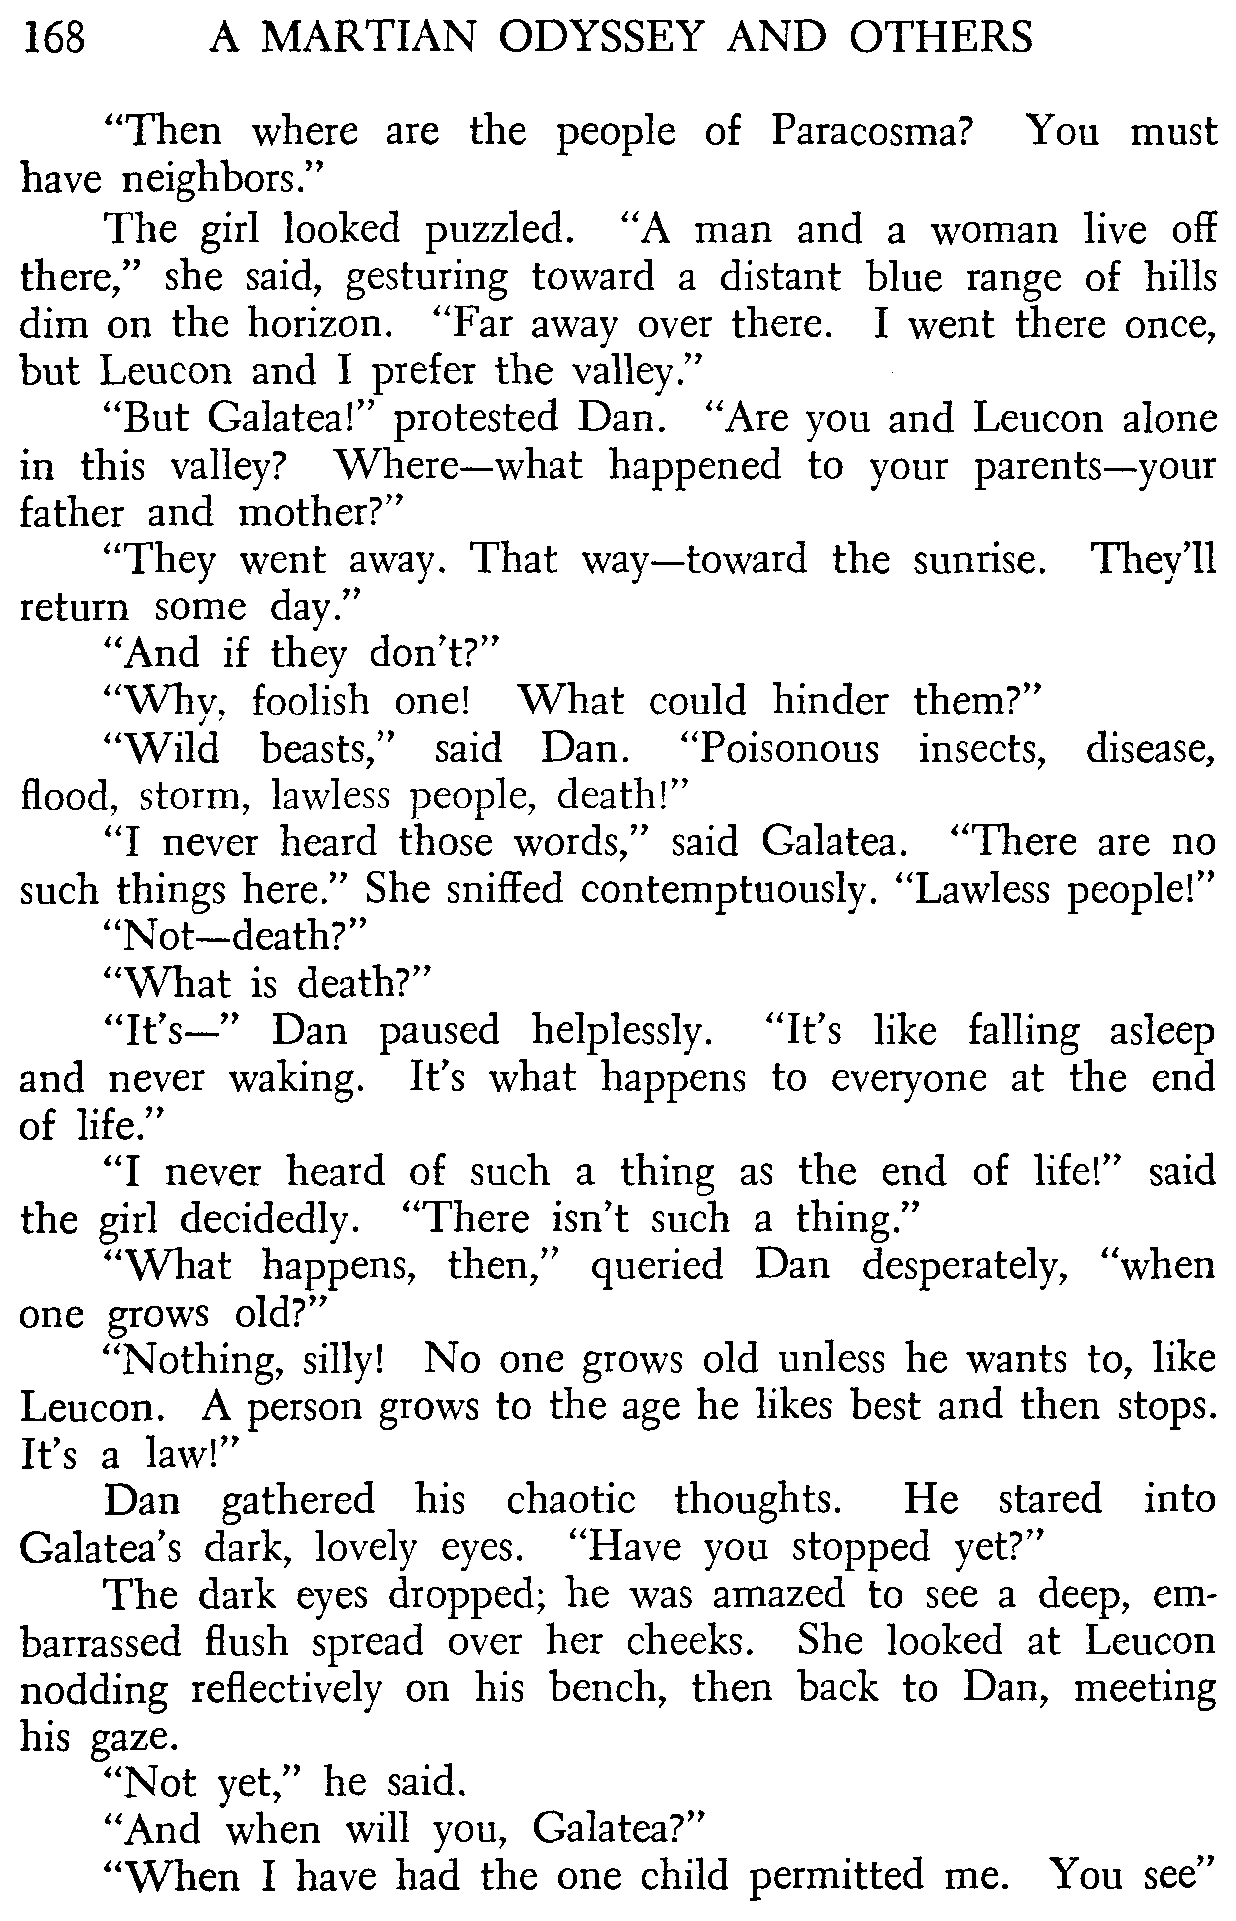 168 A MARTIAN ODYSSEY AND OTHERS
“Then where are the people of Paracosma? You must
have neighbors.”
The girl looked puzzled. “A man and a woman live off
there,” she said, gesturing toward a distant blue range of hills
dim on the horizon. “Far away over there. I went there once,
but Leucon and I prefer the valley.”
“But Galatea!” protested Dan. “Are you and Leucon alone
in this valley? Where—what happened to your parents—your
father and mother?”
“They went away. That way—toward the sunrise. They’ll
return some day.”
“And if they don’t?”
“Why, foolish one! What could hinder them?”
“Wild beasts,” said Dan. “Poisonous insects, disease,
flood, storm, lawless people, death!”
“I never heard those words,” said Galatea. “There are no
such things here.” She sniffed contemptuously. “Lawless people!”
“Not—death?”
“What is death?”
“It’s—” Dan paused helplessly. “It’s like falling asleep
and never waking. It’s what happens to everyone at the end
of life.”
“I never heard of such a thing as the end of life!” said
the girl decidedly. “There isn’t such a thing.”
“What happens, then,” queried Dan desperately, “when
one grows old?”
“Nothing, silly! No one grows old unless he wants to, like
Leucon. A person grows to the age he likes best and then stops.
It’s a law!”
Dan gathered his chaotic thoughts. He stared into
Galatea’s dark, lovely eyes. “Have you stopped yet?”
The dark eyes dropped; he was amazed to see a deep, em-
barrassed flush spread over her cheeks. She looked at Leucon
nodding reflectively on his bench, then back to Dan, meeting
his gaze.
“Not yet,” he said.
“And when will you, Galatea?”
“When I have had the one child permitted me. You see”